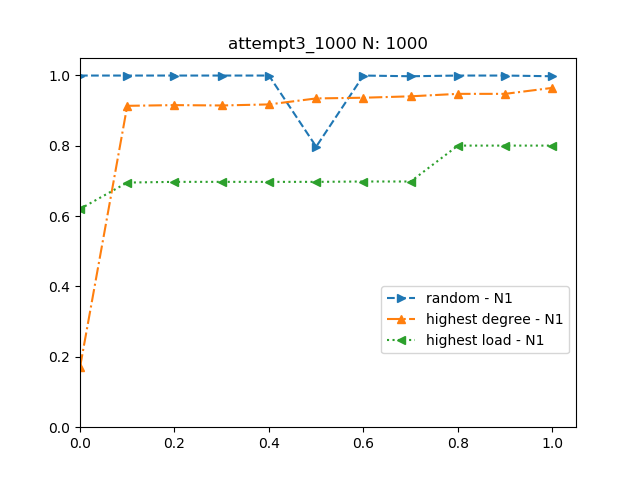 attempt3_1000 N: 1000
1.0
0.8
0.6
0.4
0.2
0.0
random - N1
highest degree - N1
highest load - N1
0.0 0.2 0.4 0.6 0.8 1.0